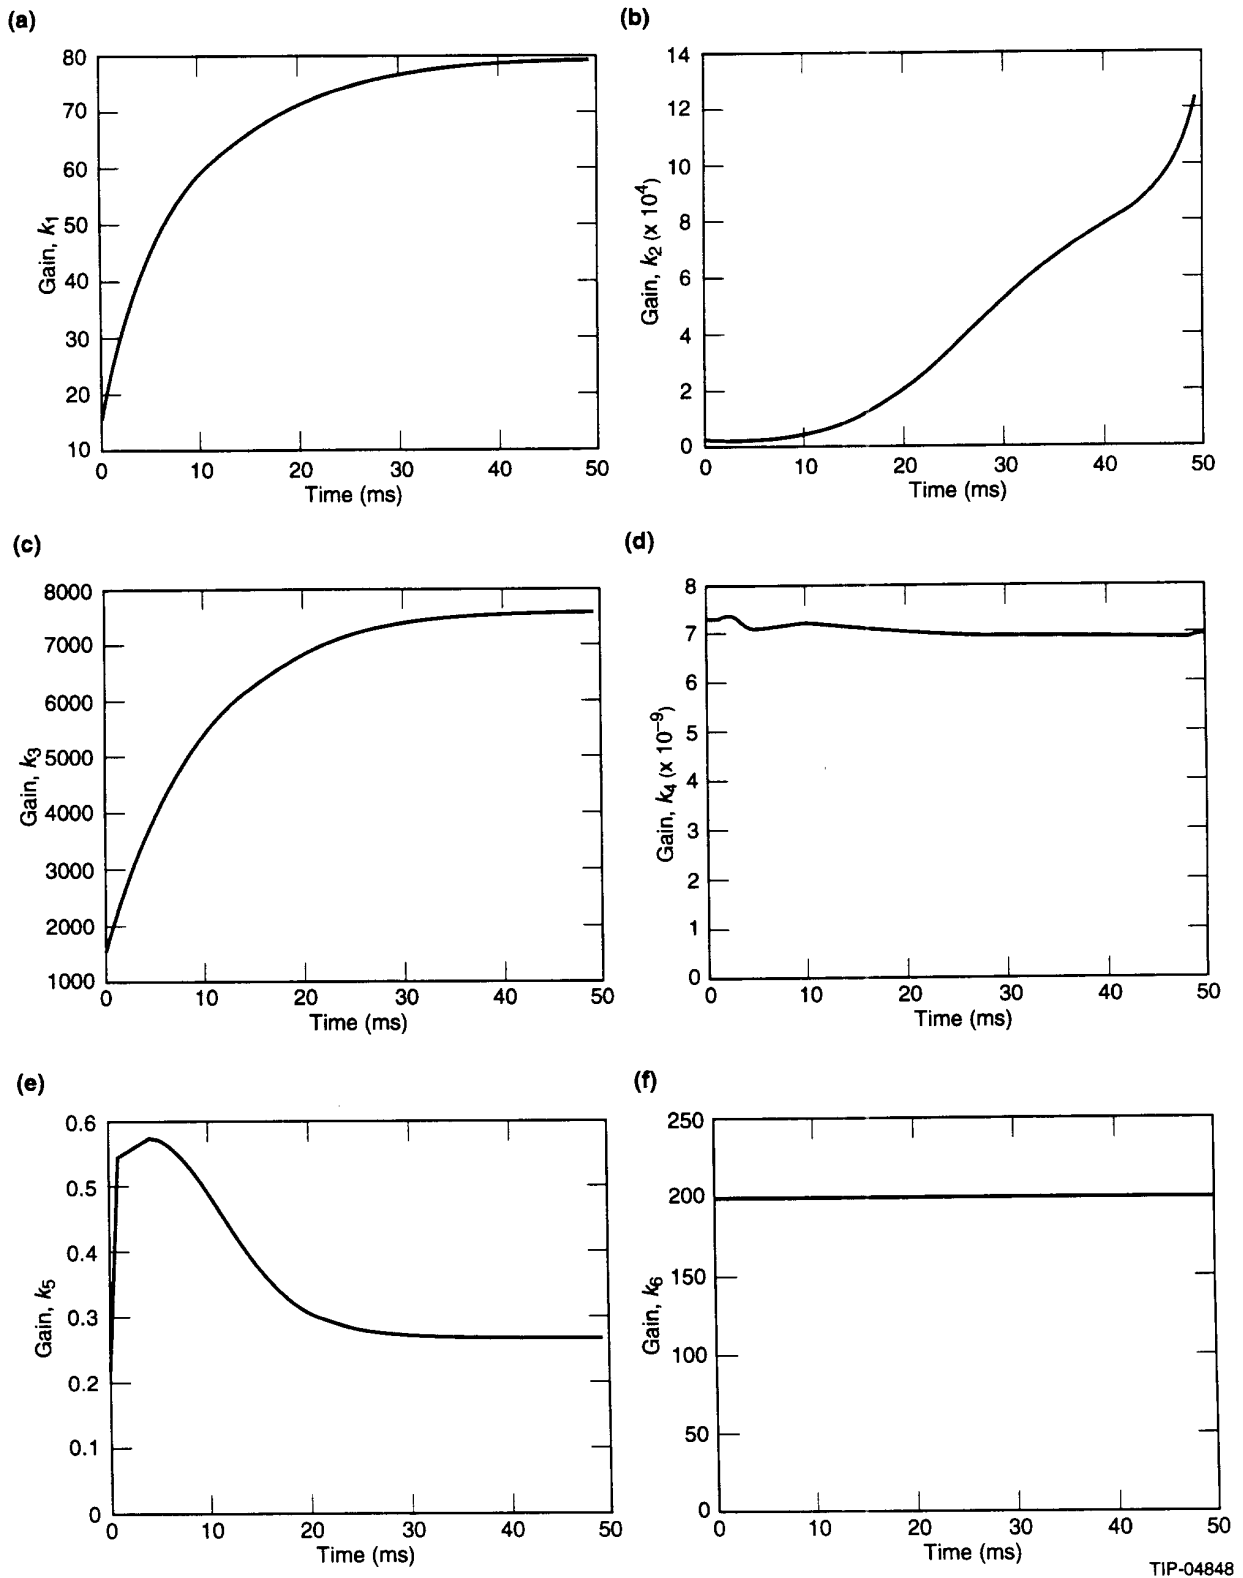 (a)
80
70
60
50
40
30
20
10
Gain, k1
0 10 20 30 40 50
Time (ms)
(b)
14
12
10
8
6
4
2
0
Gain, k2 (x 10^4)
0 10 20 30 40 50
Time (ms)
(c)
8000
7000
6000
5000
4000
3000
2000
1000
Gain, k3
0 10 20 30 40 50
Time (ms)
(d)
8
7
6
5
4
3
2
1
0
Gain, k4 (x 10^−9)
0 10 20 30 40 50
Time (ms)
(e)
0.6
0.5
0.4
0.3
0.2
0.1
0
Gain, k5
0 10 20 30 40 50
Time (ms)
(f)
250
200
150
100
50
0
Gain, k6
0 10 20 30 40 50
Time (ms)
TIP-04848